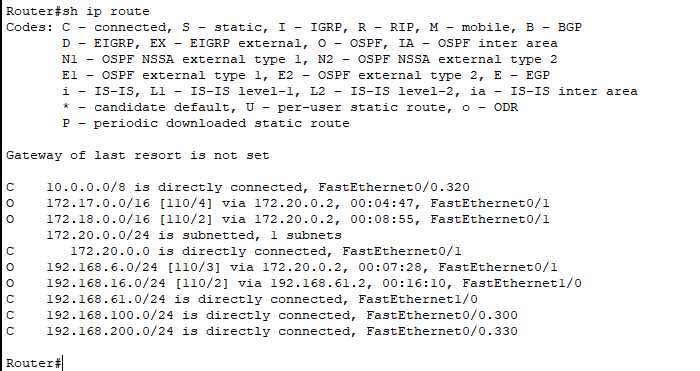 Router#sh ip route
Codes: C - connected, S - static, I - IGRP, R - RIP, M - mobile, B - BGP
       D - EIGRP, EX - EIGRP external, O - OSPF, IA - OSPF inter area
       N1 - OSPF NSSA external type 1, N2 - OSPF NSSA external type 2
       E1 - OSPF external type 1, E2 - OSPF external type 2, E - EGP
       i - IS-IS, L1 - IS-IS level-1, L2 - IS-IS level-2, ia - IS-IS inter area
       * - candidate default, U - per-user static route, o - ODR
       P - periodic downloaded static route
Gateway of last resort is not set
C    10.0.0.0/8 is directly connected, FastEthernet0/0.320
O    172.17.0.0/16 [110/4] via 172.20.0.2, 00:04:47, FastEthernet0/1
O    172.18.0.0/16 [110/2] via 172.20.0.2, 00:08:55, FastEthernet0/1
     172.20.0.0/24 is subnetted, 1 subnets
C       172.20.0.0 is directly connected, FastEthernet0/1
O    192.168.6.0/24 [110/3] via 172.20.0.2, 00:07:28, FastEthernet0/1
O    192.168.16.0/24 [110/2] via 192.168.61.2, 00:16:10, FastEthernet1/0
C    192.168.61.0/24 is directly connected, FastEthernet1/0
C    192.168.100.0/24 is directly connected, FastEthernet0/0.300
C    192.168.200.0/24 is directly connected, FastEthernet0/0.330
Router#